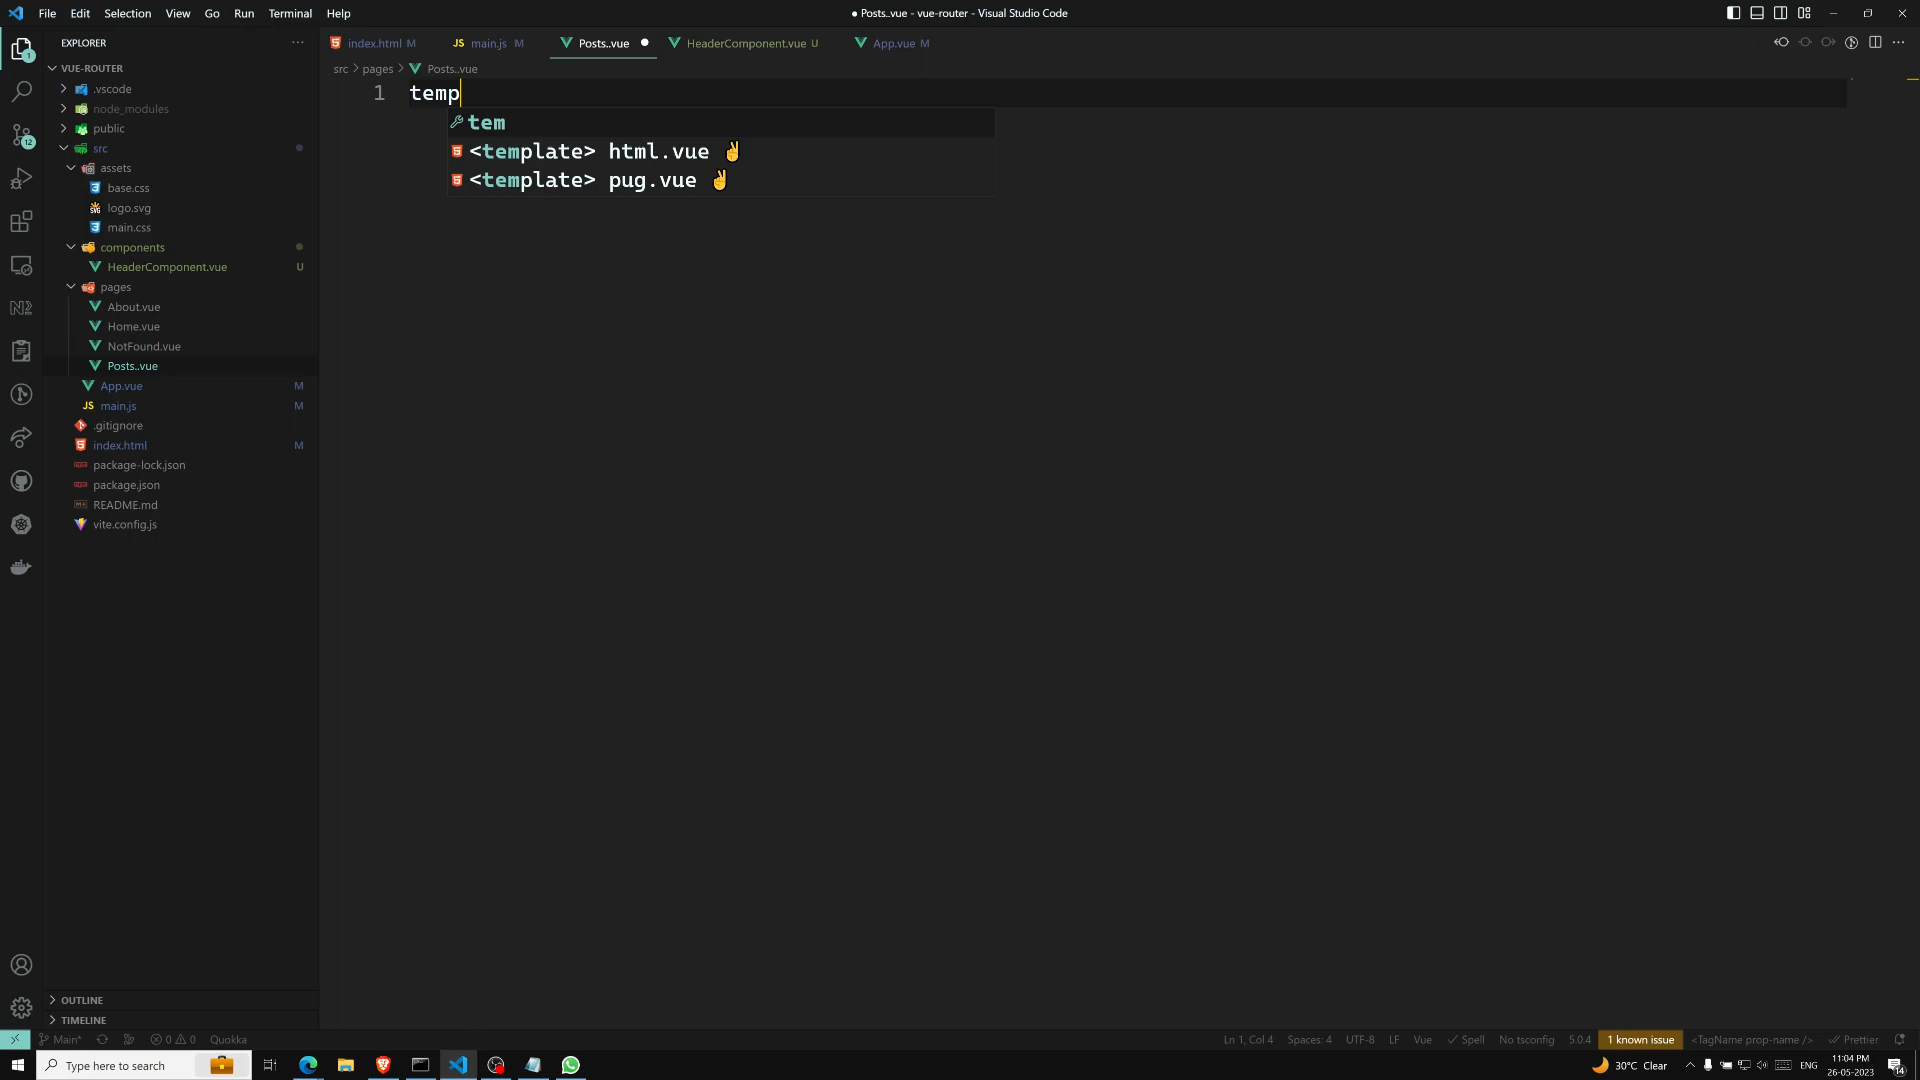 File Edit Selection View Go Run Terminal Help
● Posts..vue - vue-router - Visual Studio Code
EXPLORER
index.html M
JS main.js M
Posts..vue
HeaderComponent.vue U
App.vue M
src > pages > Posts..vue
VUE-ROUTER
.vscode
node_modules
public
src
assets
base.css
logo.svg
main.css
components
HeaderComponent.vue U
pages
About.vue
Home.vue
NotFound.vue
Posts..vue
App.vue M
JS main.js M
.gitignore
index.html M
package-lock.json
package.json
README.md
vite.config.js
1 temp
tem
<template> html.vue ✌
<template> pug.vue ✌
OUTLINE
TIMELINE
Main* 0 0 Quokka
Ln 1, Col 4 Spaces: 4 UTF-8 LF Vue Spell No tsconfig 5.0.4 1 known issue <TagName prop-name /> Prettier
Type here to search
30°C Clear
ENG
11:04 PM
26-05-2023
14
1
12